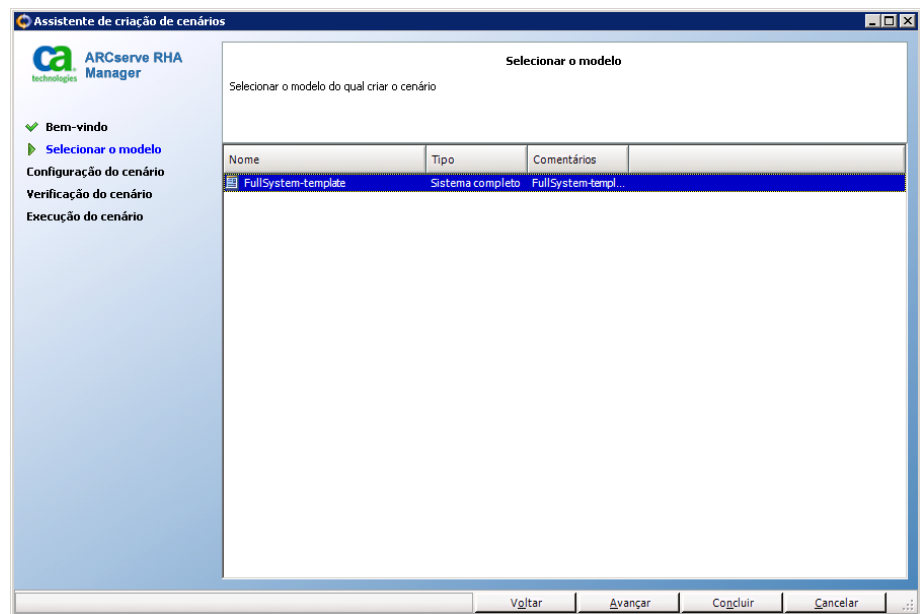 Assistente de criação de cenários
ca
technologies
ARCserve RHA
Manager
Bem-vindo
Selecionar o modelo
Configuração do cenário
Verificação do cenário
Execução do cenário
Selecionar o modelo
Selecionar o modelo do qual criar o cenário
Nome Tipo Comentários
FullSystem-template Sistema completo FullSystem-templ...
Voltar Avançar Concluir Cancelar